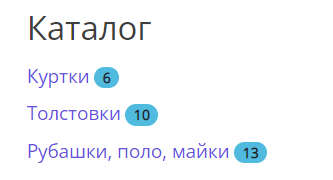 Каталог
Куртки 6
Толстовки 10
Рубашки, поло, майки 13